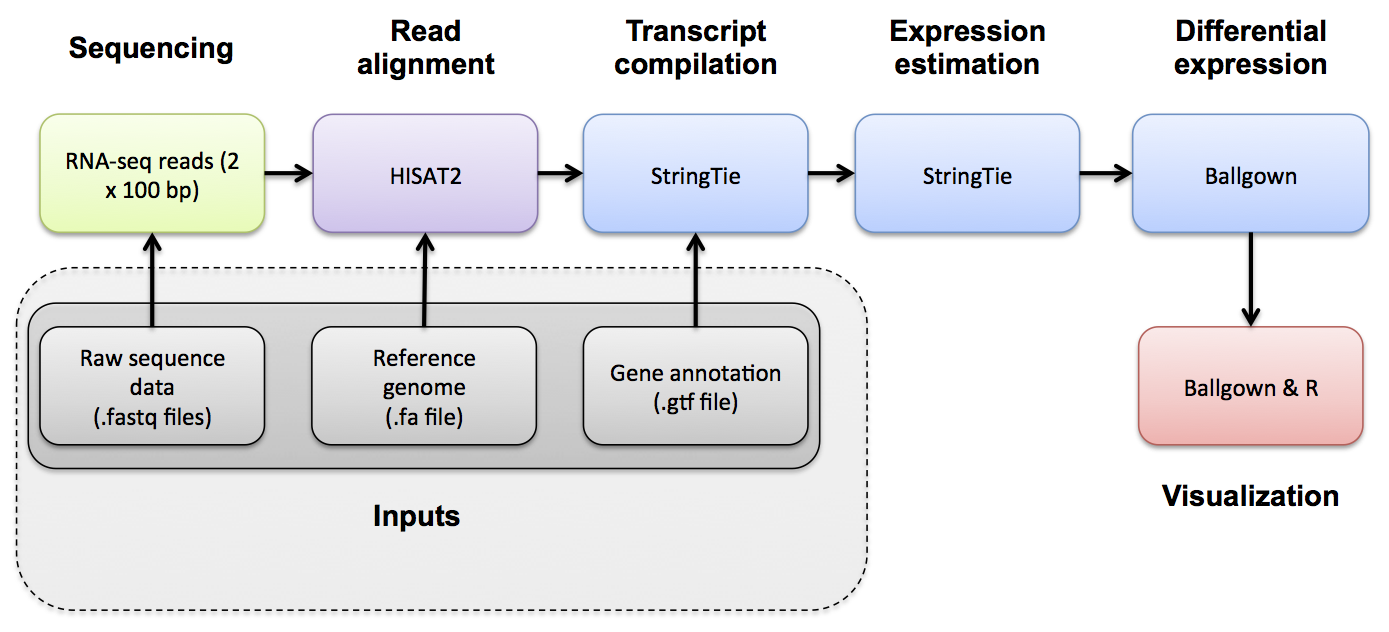 Sequencing
Read
alignment
Transcript
compilation
Expression
estimation
Differential
expression
RNA-seq reads (2
x 100 bp)
HISAT2
StringTie
StringTie
Ballgown
Raw sequence
data
(.fastq files)
Reference
genome
(.fa file)
Gene annotation
(.gtf file)
Ballgown & R
Inputs
Visualization